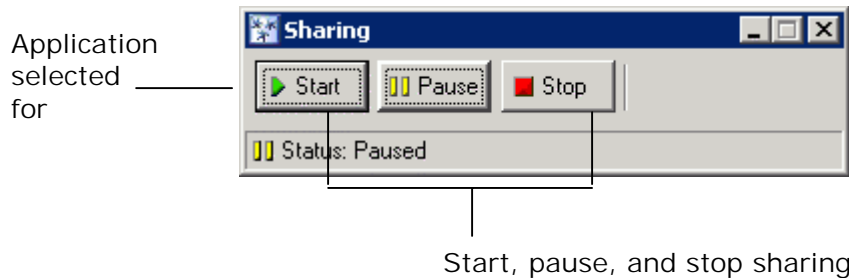 Application
selected
for
Sharing
Start Pause Stop
Status: Paused
Start, pause, and stop sharing